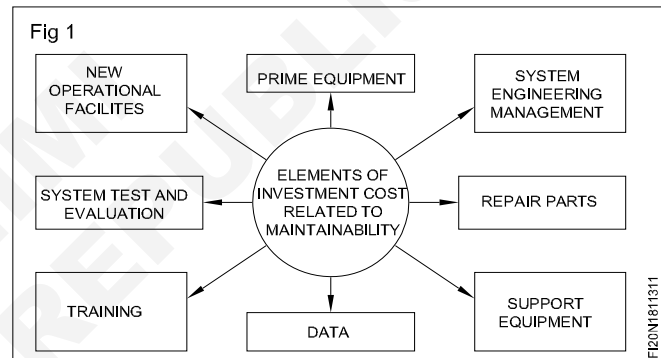 Fig 1
NEW
OPERATIONAL
FACILITES
PRIME EQUIPMENT
SYSTEM
ENGINEERING
MANAGEMENT
SYSTEM TEST AND
EVALUATION
ELEMENTS OF
INVESTMENT COST
RELATED TO
MAINTAINABILITY
REPAIR PARTS
TRAINING
DATA
SUPPORT
EQUIPMENT
FI20N1811311